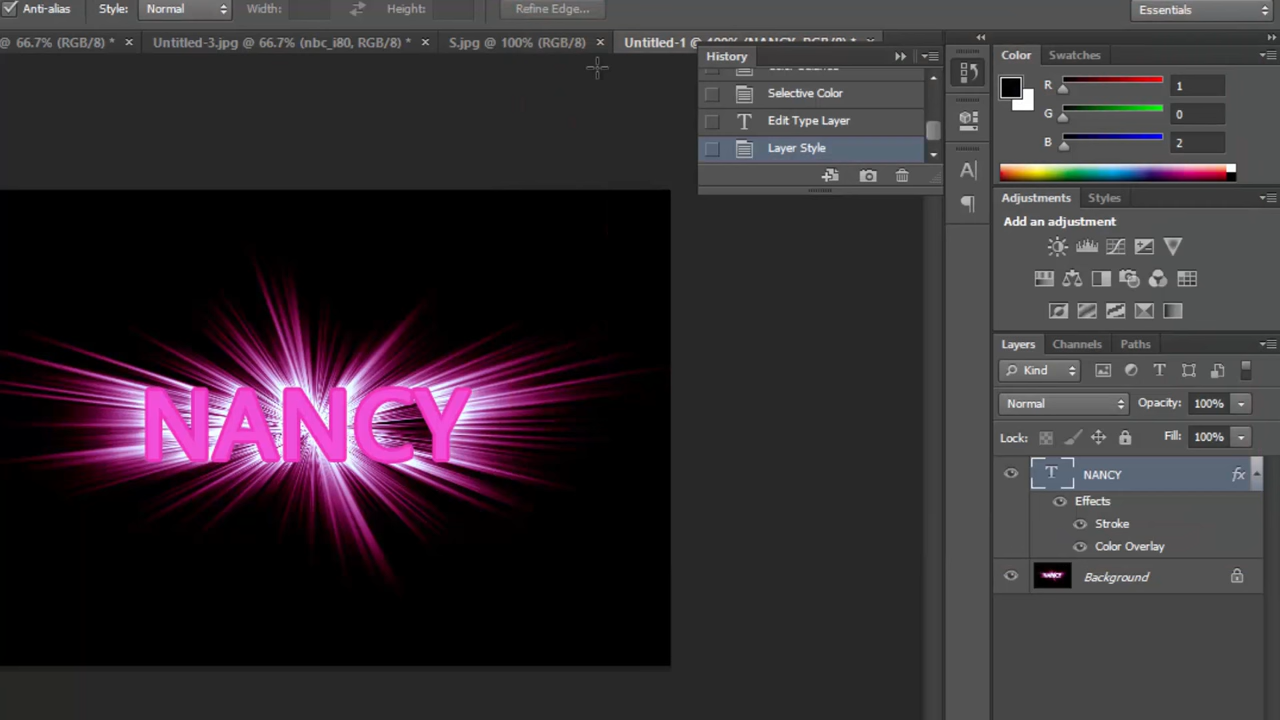 Anti-alias Style: Normal Width: Height: Refine Edge... Essentials
@ 66.7% (RGB/8) * Untitled-3.jpg @ 66.7% (nbc_i80, RGB/8) * S.jpg @ 100% (RGB/8) Untitled-1 @ 100% (NANCY, RGB/8) *
History
Selective Color
Edit Type Layer
Layer Style
Color Swatches
R 1
G 0
B 2
Adjustments Styles
Add an adjustment
Layers Channels Paths
Kind
Normal Opacity: 100%
Lock: Fill: 100%
T NANCY fx
Effects
Stroke
Color Overlay
Background
NANCY